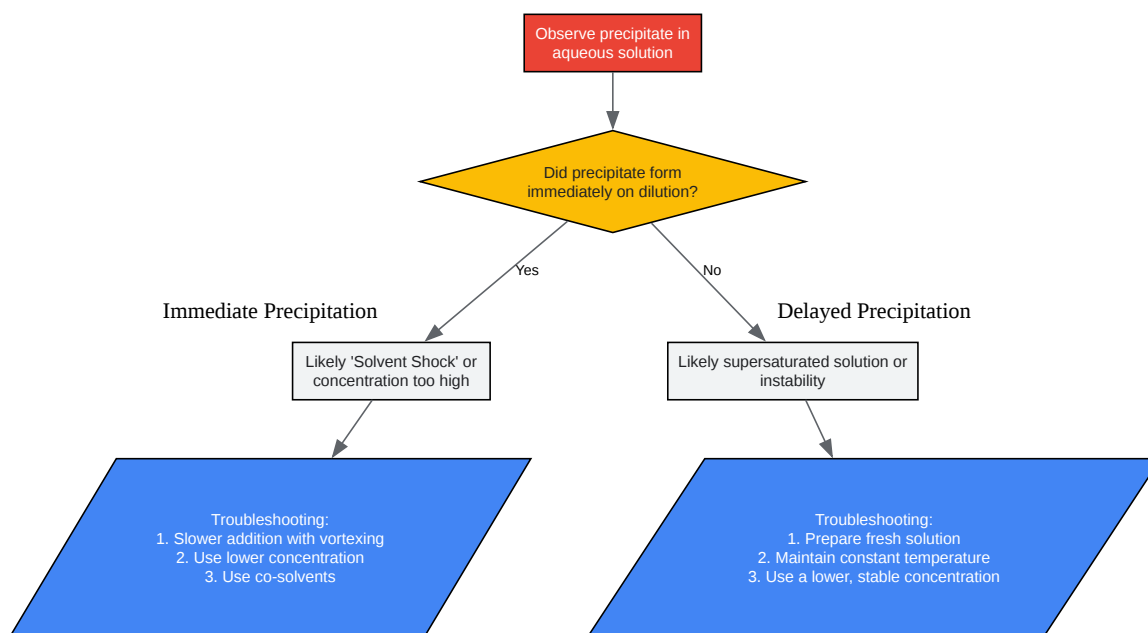 Observe precipitate in
aqueous solution
Did precipitate form
immediately on dilution?
Yes
No
Immediate Precipitation
Delayed Precipitation
Likely 'Solvent Shock' or
concentration too high
Likely supersaturated solution or
instability
Troubleshooting:
1. Slower addition with vortexing
2. Use lower concentration
3. Use co-solvents
Troubleshooting:
1. Prepare fresh solution
2. Maintain constant temperature
3. Use a lower, stable concentration